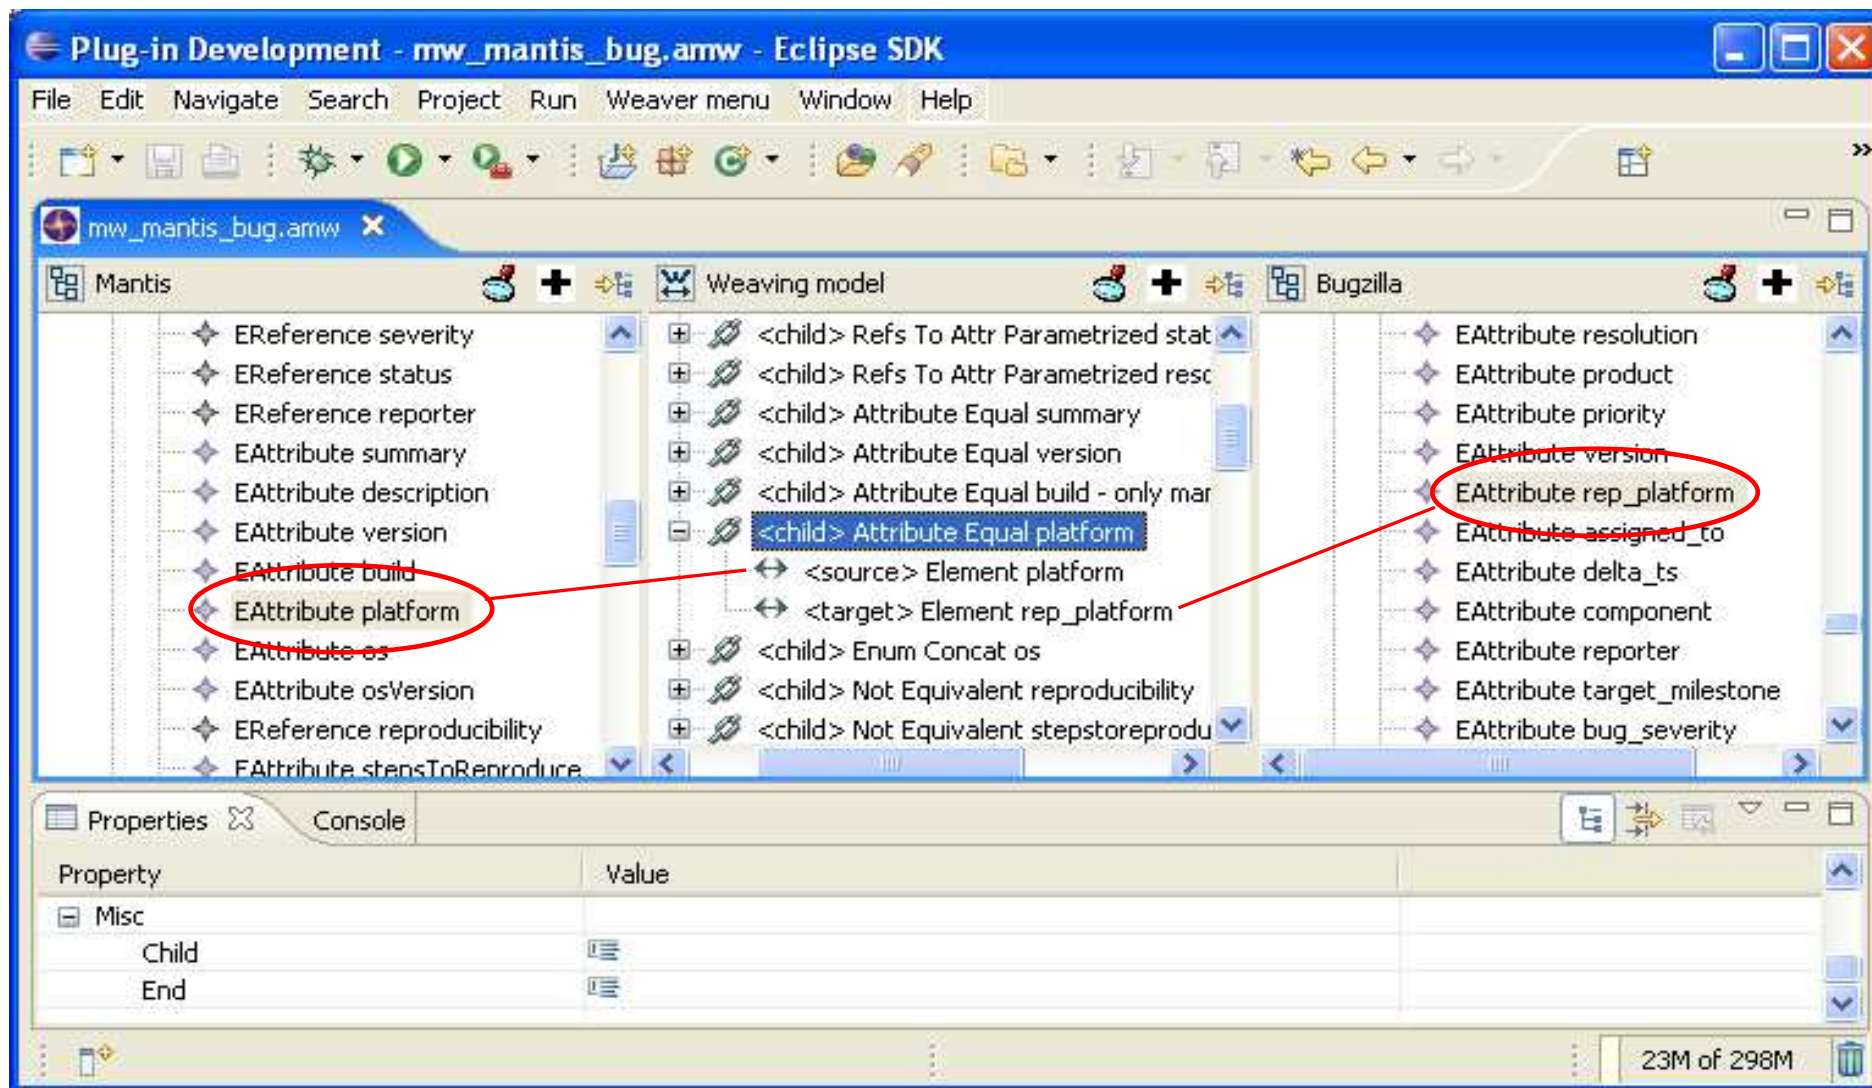 Plug-in Development - mw_mantis_bug.amw - Eclipse SDK
File Edit Navigate Search Project Run Weaver menu Window Help
mw_mantis_bug.amw
Mantis
EReference severity
EReference status
EReference reporter
EAttribute summary
EAttribute description
EAttribute version
EAttribute build
EAttribute platform
EAttribute os
EAttribute osVersion
EReference reproducibility
EAttribute stepsToReproduce
Weaving model
<child> Refs To Attr Parametrized stat
<child> Refs To Attr Parametrized resc
<child> Attribute Equal summary
<child> Attribute Equal version
<child> Attribute Equal build - only mar
<child> Attribute Equal platform
<source> Element platform
<target> Element rep_platform
<child> Enum Concat os
<child> Not Equivalent reproducibility
<child> Not Equivalent stepstoreprodu
Bugzilla
EAttribute resolution
EAttribute product
EAttribute priority
EAttribute version
EAttribute rep_platform
EAttribute assigned_to
EAttribute delta_ts
EAttribute component
EAttribute reporter
EAttribute target_milestone
EAttribute bug_severity
Properties Console
Property Value
Misc
Child
End
23M of 298M